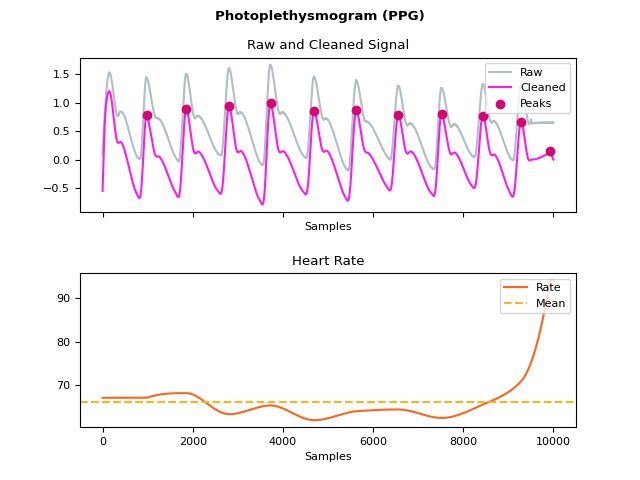 Photoplethysmogram (PPG)
Raw and Cleaned Signal
1.5
1.0
0.5
0.0
−0.5
Raw
Cleaned
Peaks
Samples
Heart Rate
90
80
70
Rate
Mean
0
2000
4000
6000
8000
10000
Samples